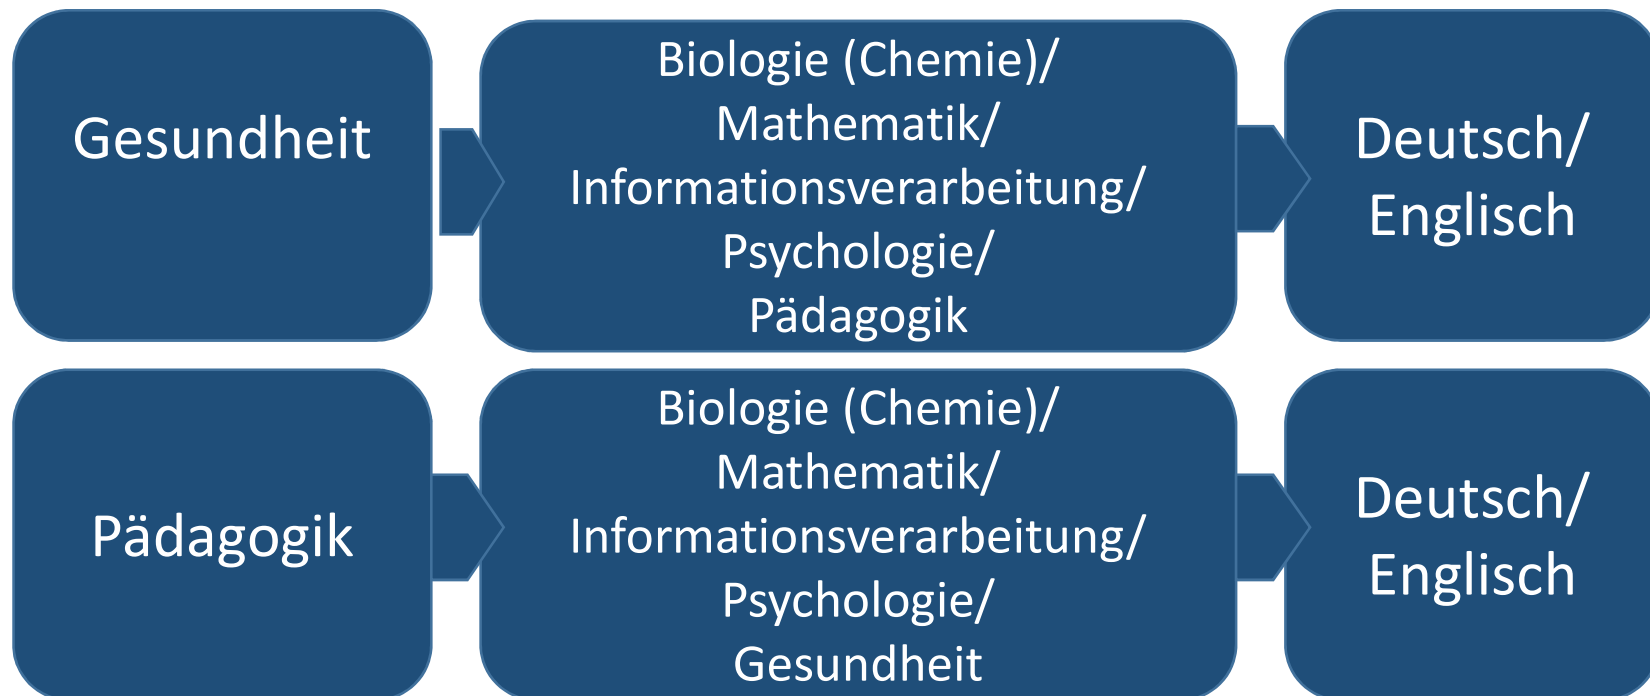 Gesundheit
Biologie (Chemie)/
Mathematik/
Informationsverarbeitung/
Psychologie/
Pädagogik
Deutsch/
Englisch
Pädagogik
Biologie (Chemie)/
Mathematik/
Informationsverarbeitung/
Psychologie/
Gesundheit
Deutsch/
Englisch